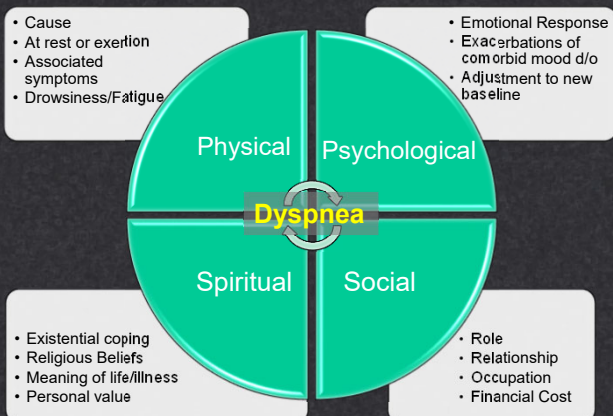 • Cause
• At rest or exertion
• Associated
symptoms
• Drowsiness/Fatigue
• Emotional Response
• Exacerbations of
comorbid mood d/o
• Adjustment to new
baseline
Physical
Psychological
Dyspnea
Spiritual
Social
• Existential coping
• Religious Beliefs
• Meaning of life/illness
• Personal value
• Role
• Relationship
• Occupation
• Financial Cost